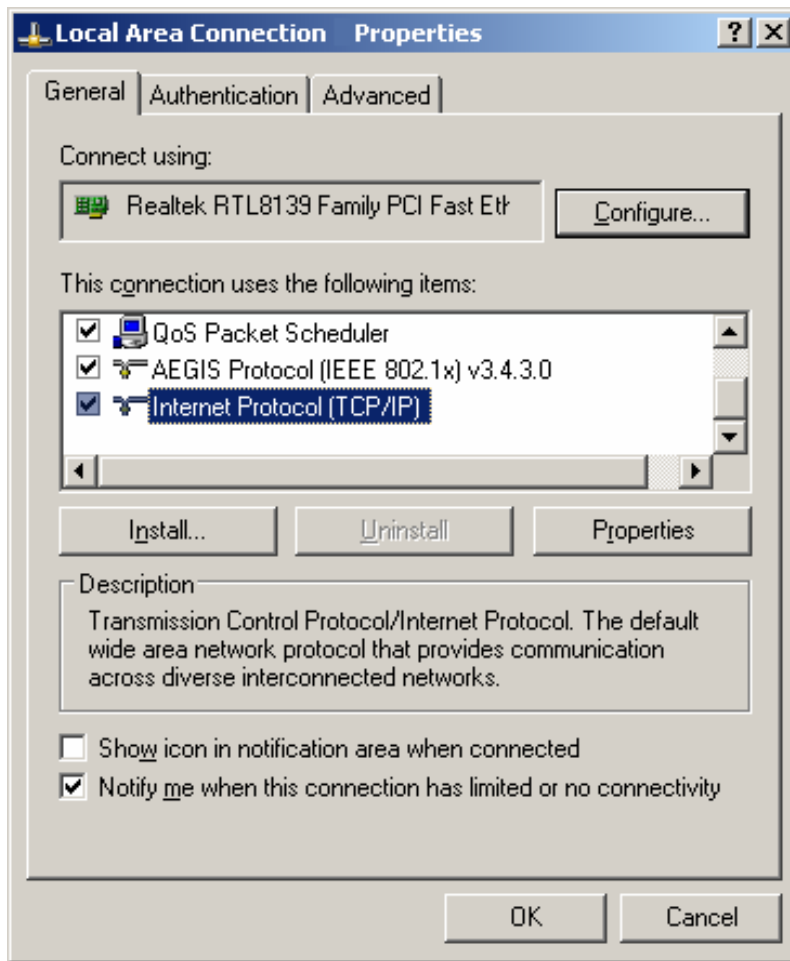 Local Area Connection Properties
General Authentication Advanced
Connect using:
Realtek RTL8139 Family PCI Fast Eth
Configure...
This connection uses the following items:
QoS Packet Scheduler
AEGIS Protocol (IEEE 802.1x) v3.4.3.0
Internet Protocol (TCP/IP)
Install... Uninstall Properties
Description
Transmission Control Protocol/Internet Protocol. The default
wide area network protocol that provides communication
across diverse interconnected networks.
Show icon in notification area when connected
Notify me when this connection has limited or no connectivity
OK Cancel